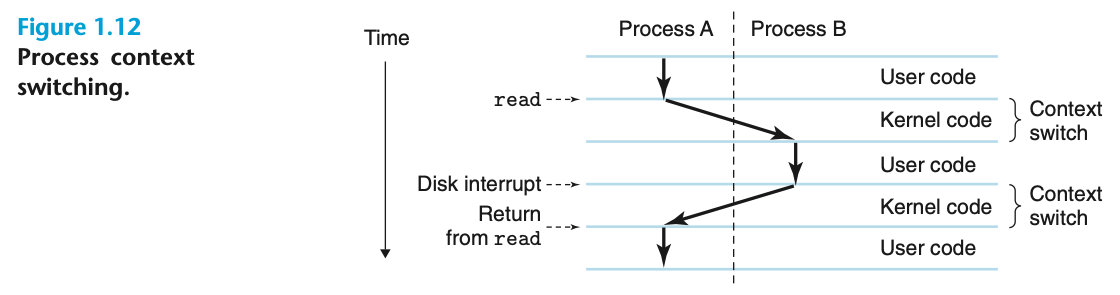 Figure 1.12
Process context
switching.
Time
Process A
Process B
User code
read
Kernel code
Context
switch
User code
Disk interrupt
Kernel code
Context
switch
Return
from read
User code